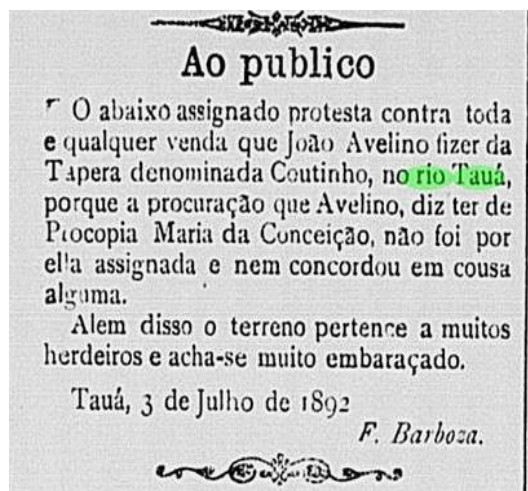 Ao publico
O abaixo assignado protesta contra toda
e qualquer venda que João Avelino fizer da
Tapera denominada Coutinho, no rio Tauá,
porque a procuração que Avelino, diz ter de
Procopia Maria da Conceição, não foi por
ella assignada e nem concordou em cousa
alguma.
Alem disso o terreno pertence a muitos
herdeiros e acha-se muito embaraçado.
Tauá, 3 de Julho de 1892
F. Barboza.